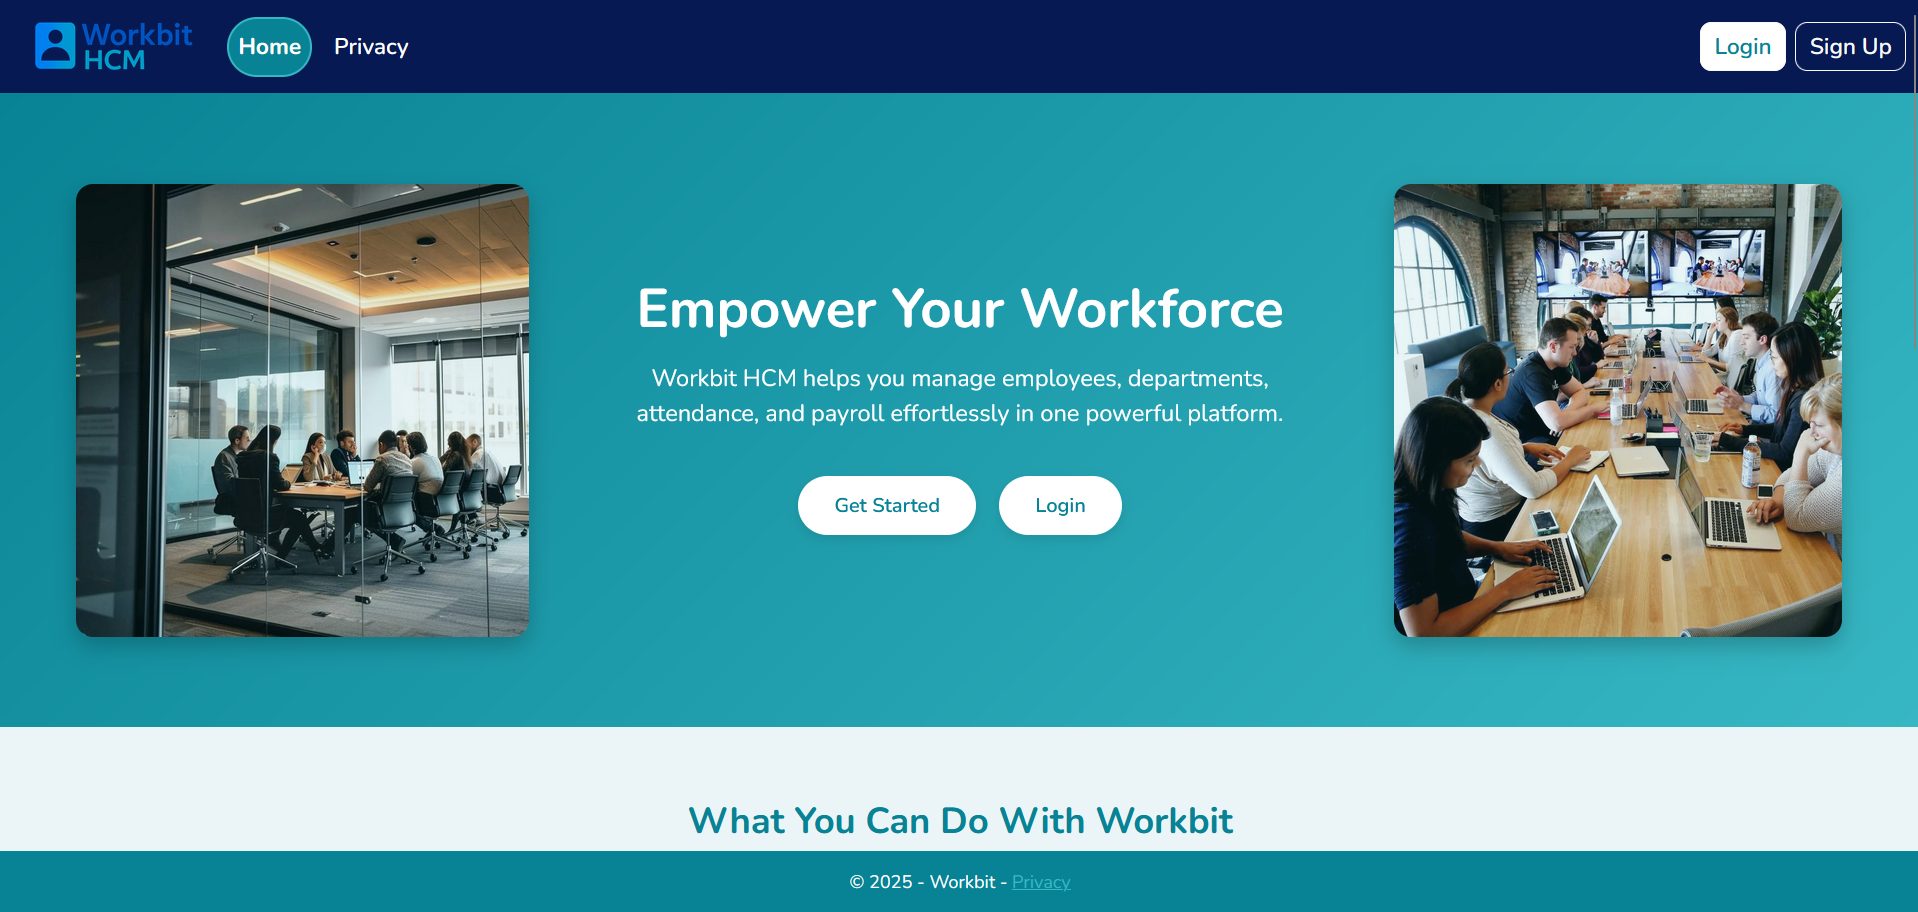 Workbit
HCM
Home
Privacy
Login
Sign Up
Empower Your Workforce
Workbit HCM helps you manage employees, departments,
attendance, and payroll effortlessly in one powerful platform.
Get Started
Login
What You Can Do With Workbit
© 2025 - Workbit - Privacy